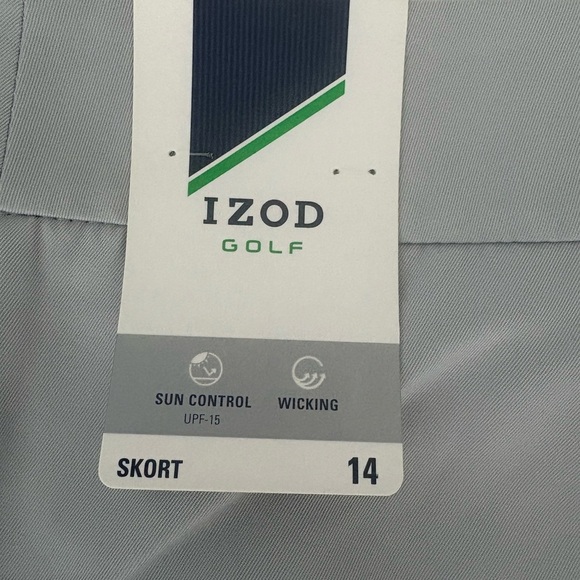 IZOD
GOLF
SUN CONTROL WICKING
UPF-15
SKORT 14